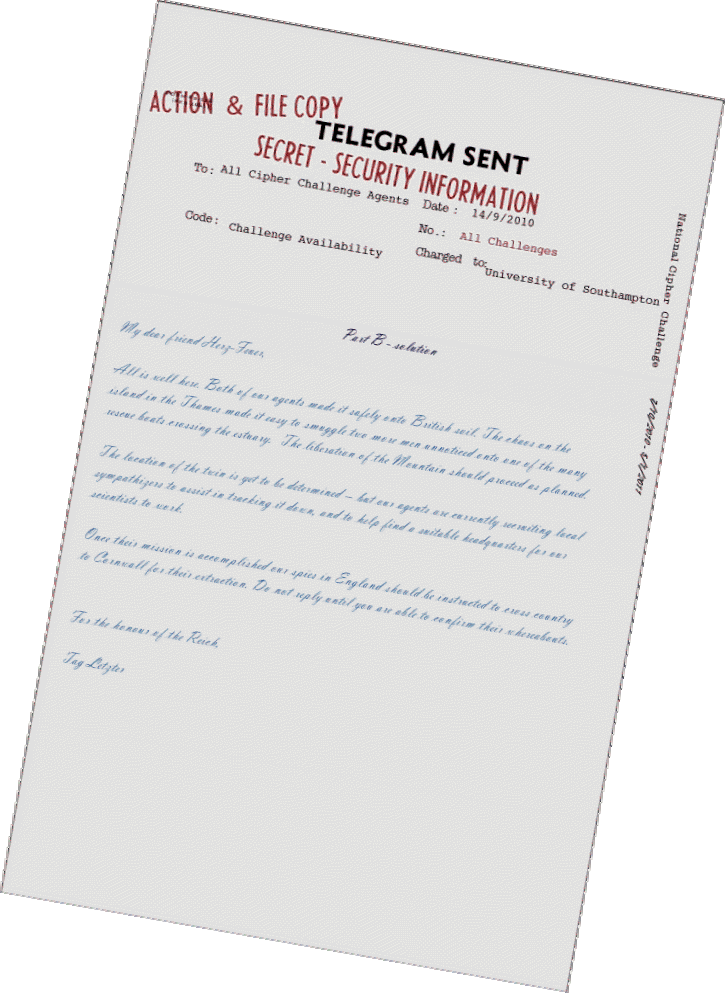 ACTION & FILE COPY
TELEGRAM SENT
SECRET - SECURITY INFORMATION
To: All Cipher Challenge Agents Date: 14/9/2010
No.: All Challenges
Code: Challenge Availability
Charged to: University of Southampton
National Cipher Challenge
Part B - solution
My dear friend Herz-Feuer,
All is well here. Both of our agents made it safely onto British soil. The chaos on the
island in the Thames made it easy to smuggle two more men unnoticed onto one of the many
rescue boats crossing the estuary. The liberation of the Mountain should proceed as planned.
The location of the twin is yet to be determined – but our agents are currently recruiting local
sympathizers to assist in tracking it down, and to help find a suitable headquarters for our
scientists to work.
Once their mission is accomplished our spies in England should be instructed to cross country
to Cornwall for their extraction. Do not reply until you are able to confirm their whereabouts.
For the honour of the Reich,
Tag Letzter